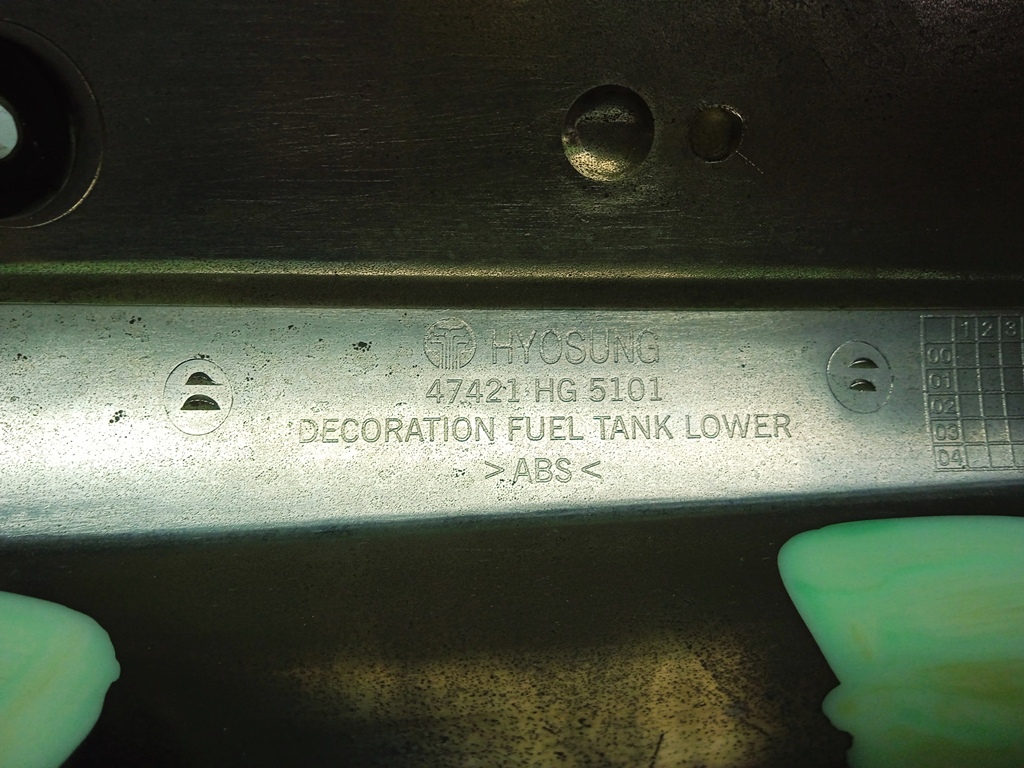 HYOSUNG
47421 HG 5101
DECORATION FUEL TANK LOWER
>ABS<
1 2 3
00
01
02
03
04